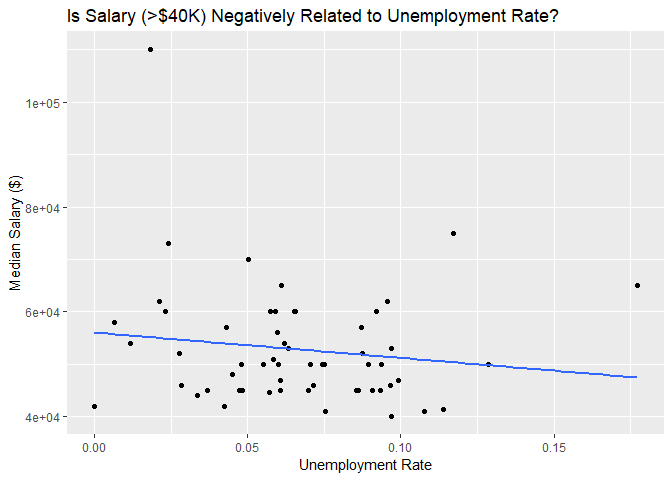 Is Salary (>$40K) Negatively Related to Unemployment Rate?
Median Salary ($)
1e+05
8e+04
6e+04
4e+04
0.00 0.05 0.10 0.15
Unemployment Rate